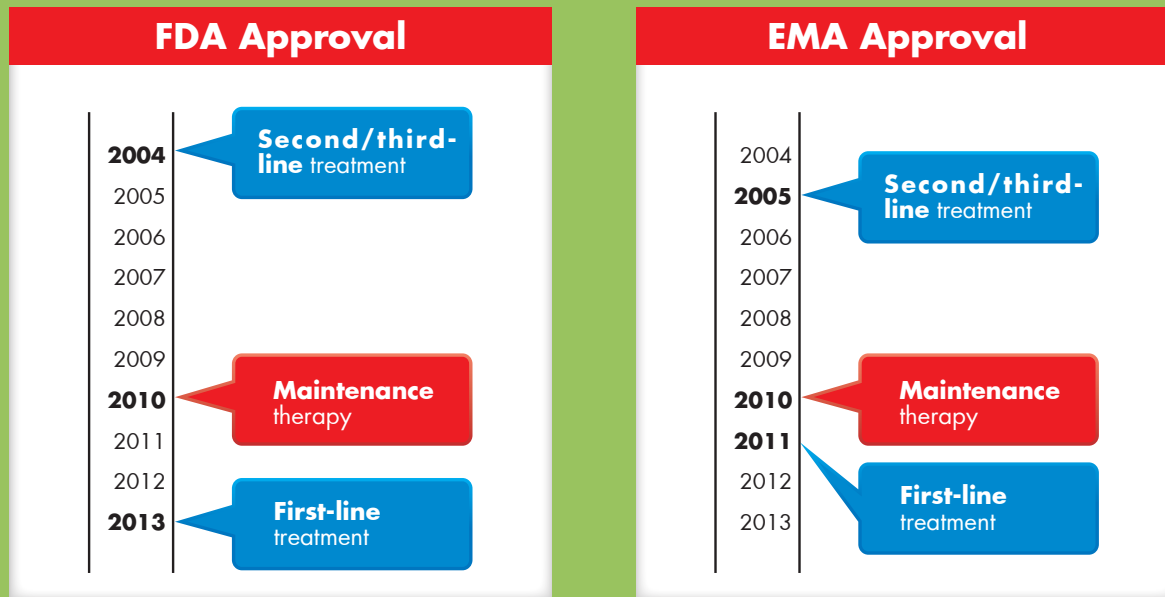 FDA Approval
2004
2005
2006
2007
2008
2009
2010
2011
2012
2013
Second/third-
line treatment
Maintenance
therapy
First-line
treatment
EMA Approval
2004
2005
2006
2007
2008
2009
2010
2011
2012
2013
Second/third-
line treatment
Maintenance
therapy
First-line
treatment